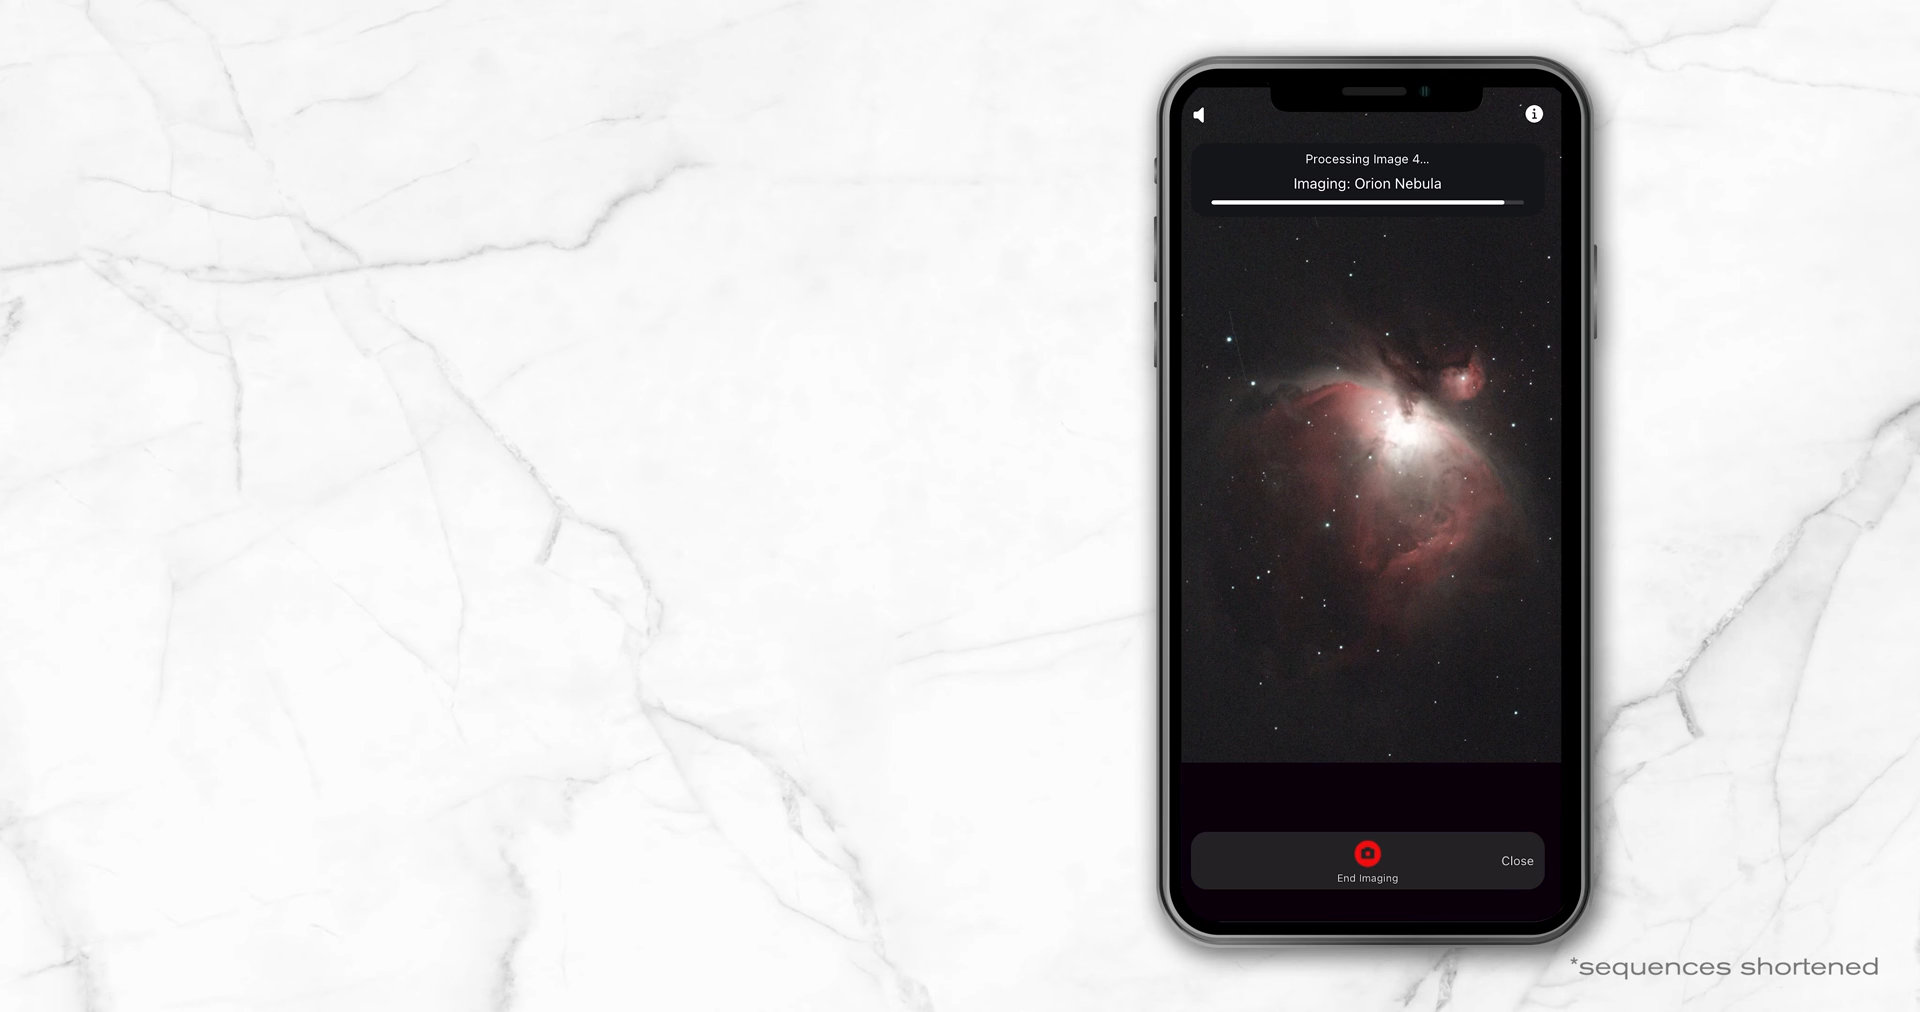 Processing Image 4...
Imaging: Orion Nebula
End Imaging
Close
*sequences shortened